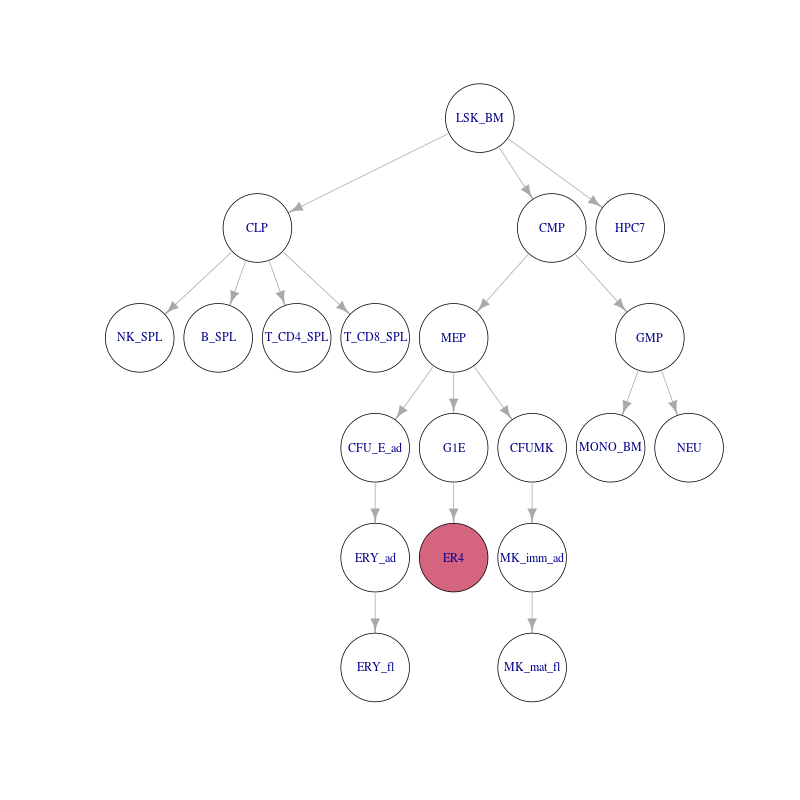 LSK_BM
CLP
CMP
HPC7
NK_SPL
B_SPL
T_CD4_SPL
T_CD8_SPL
MEP
GMP
CFU_E_ad
G1E
CFUMK
MONO_BM
NEU
ERY_ad
ER4
MK_imm_ad
ERY_fl
MK_mat_fl